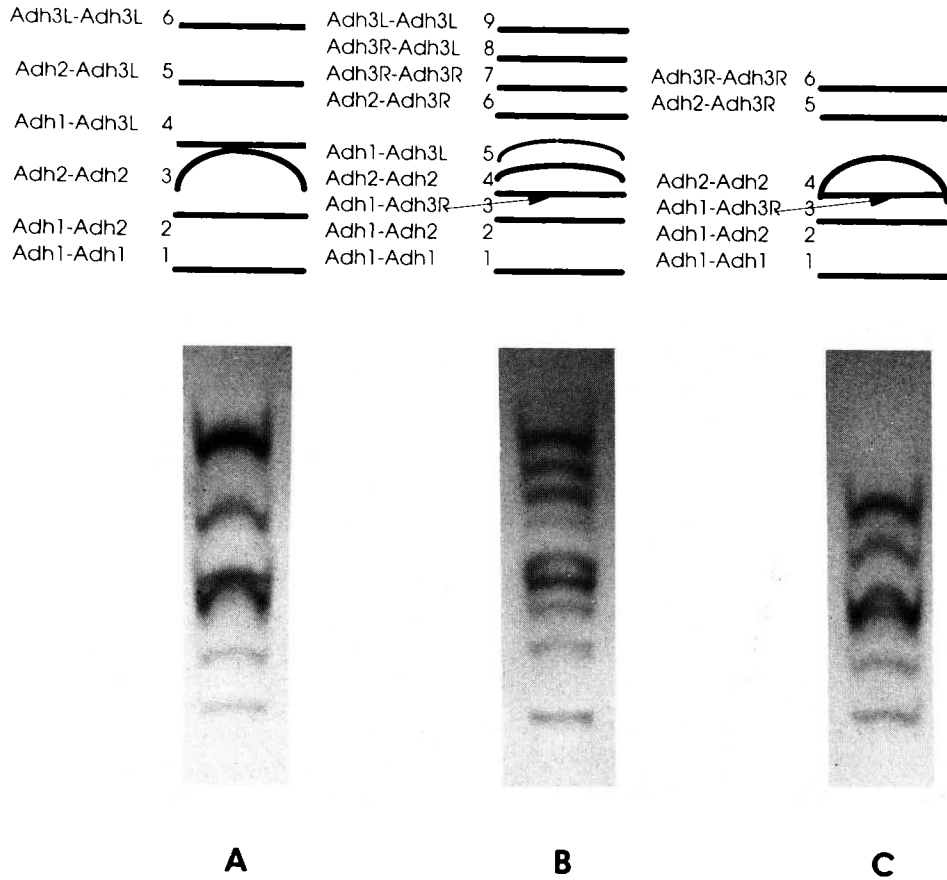 Adh3L-Adh3L 6
Adh2-Adh3L 5
Adh1-Adh3L 4
Adh2-Adh2 3
Adh1-Adh2 2
Adh1-Adh1 1
Adh3L-Adh3L 9
Adh3R-Adh3L 8
Adh3R-Adh3R 7
Adh2-Adh3R 6
Adh1-Adh3L 5
Adh2-Adh2 4
Adh1-Adh3R 3
Adh1-Adh2 2
Adh1-Adh1 1
Adh3R-Adh3R 6
Adh2-Adh3R 5
Adh2-Adh2 4
Adh1-Adh3R 3
Adh1-Adh2 2
Adh1-Adh1 1
A
B
C